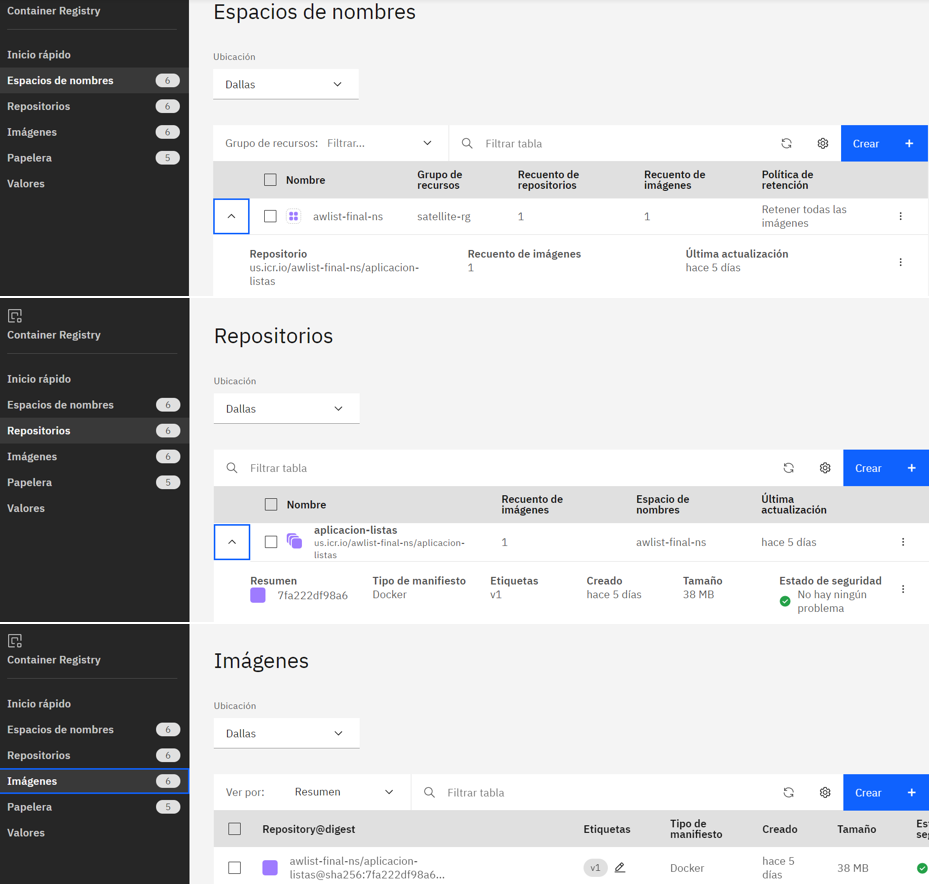 Container Registry
Inicio rápido
Espacios de nombres 6
Repositorios 6
Imágenes 6
Papelera 5
Valores
Espacios de nombres
Ubicación
Dallas
Grupo de recursos: Filtrar...
Filtrar tabla
Crear +
Nombre
Grupo de
recursos
Recuento de
repositorios
Recuento de
imágenes
Política de
retención
awlist-final-ns
satellite-rg
1
1
Retener todas las
imágenes
Repositorio
us.icr.io/awlist-final-ns/aplicacion-
listas
Recuento de imágenes
1
Última actualización
hace 5 días
Container Registry
Inicio rápido
Espacios de nombres 6
Repositorios 6
Imágenes 6
Papelera 5
Valores
Repositorios
Ubicación
Dallas
Filtrar tabla
Crear +
Nombre
Recuento de
imágenes
Espacio de
nombres
Última
actualización
aplicacion-listas
us.icr.io/awlist-final-ns/aplicacion-
listas
1
awlist-final-ns
hace 5 días
Resumen
7fa222df98a6
Tipo de manifiesto
Docker
Etiquetas
v1
Creado
hace 5 días
Tamaño
38 MB
Estado de seguridad
No hay ningún
problema
Container Registry
Inicio rápido
Espacios de nombres 6
Repositorios 6
Imágenes 6
Papelera 5
Valores
Imágenes
Ubicación
Dallas
Ver por: Resumen
Filtrar tabla
Crear +
Repository@digest
Etiquetas
Tipo de
manifiesto
Creado
Tamaño
Es
se
awlist-final-ns/aplicacion-
listas@sha256:7fa222df98a6...
v1
Docker
hace 5
días
38 MB